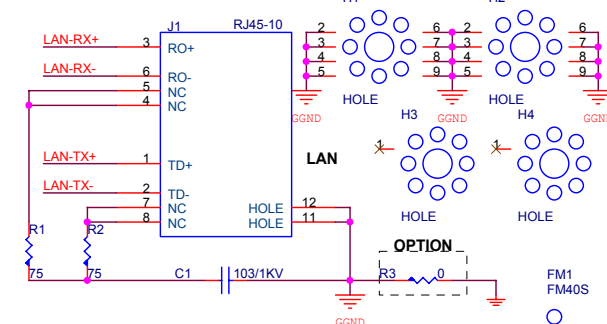 H1 H2
J1 RJ45-10
LAN-RX+ 3 RO+
LAN-RX- 6 RO-
5 NC
4 NC
LAN-TX+ 1 TD+
LAN-TX- 2 TD-
7 NC
8 NC
HOLE 12
HOLE 11
LAN
2 6 2 6
3 7 3 7
4 8 4 8
5 9 5 9
HOLE HOLE
GGND GGND GGND
H3 H4
1 1
HOLE HOLE
R1 R2
75 75
C1 103/1KV
OPTION
R3 0
GGND
FM1
FM40S